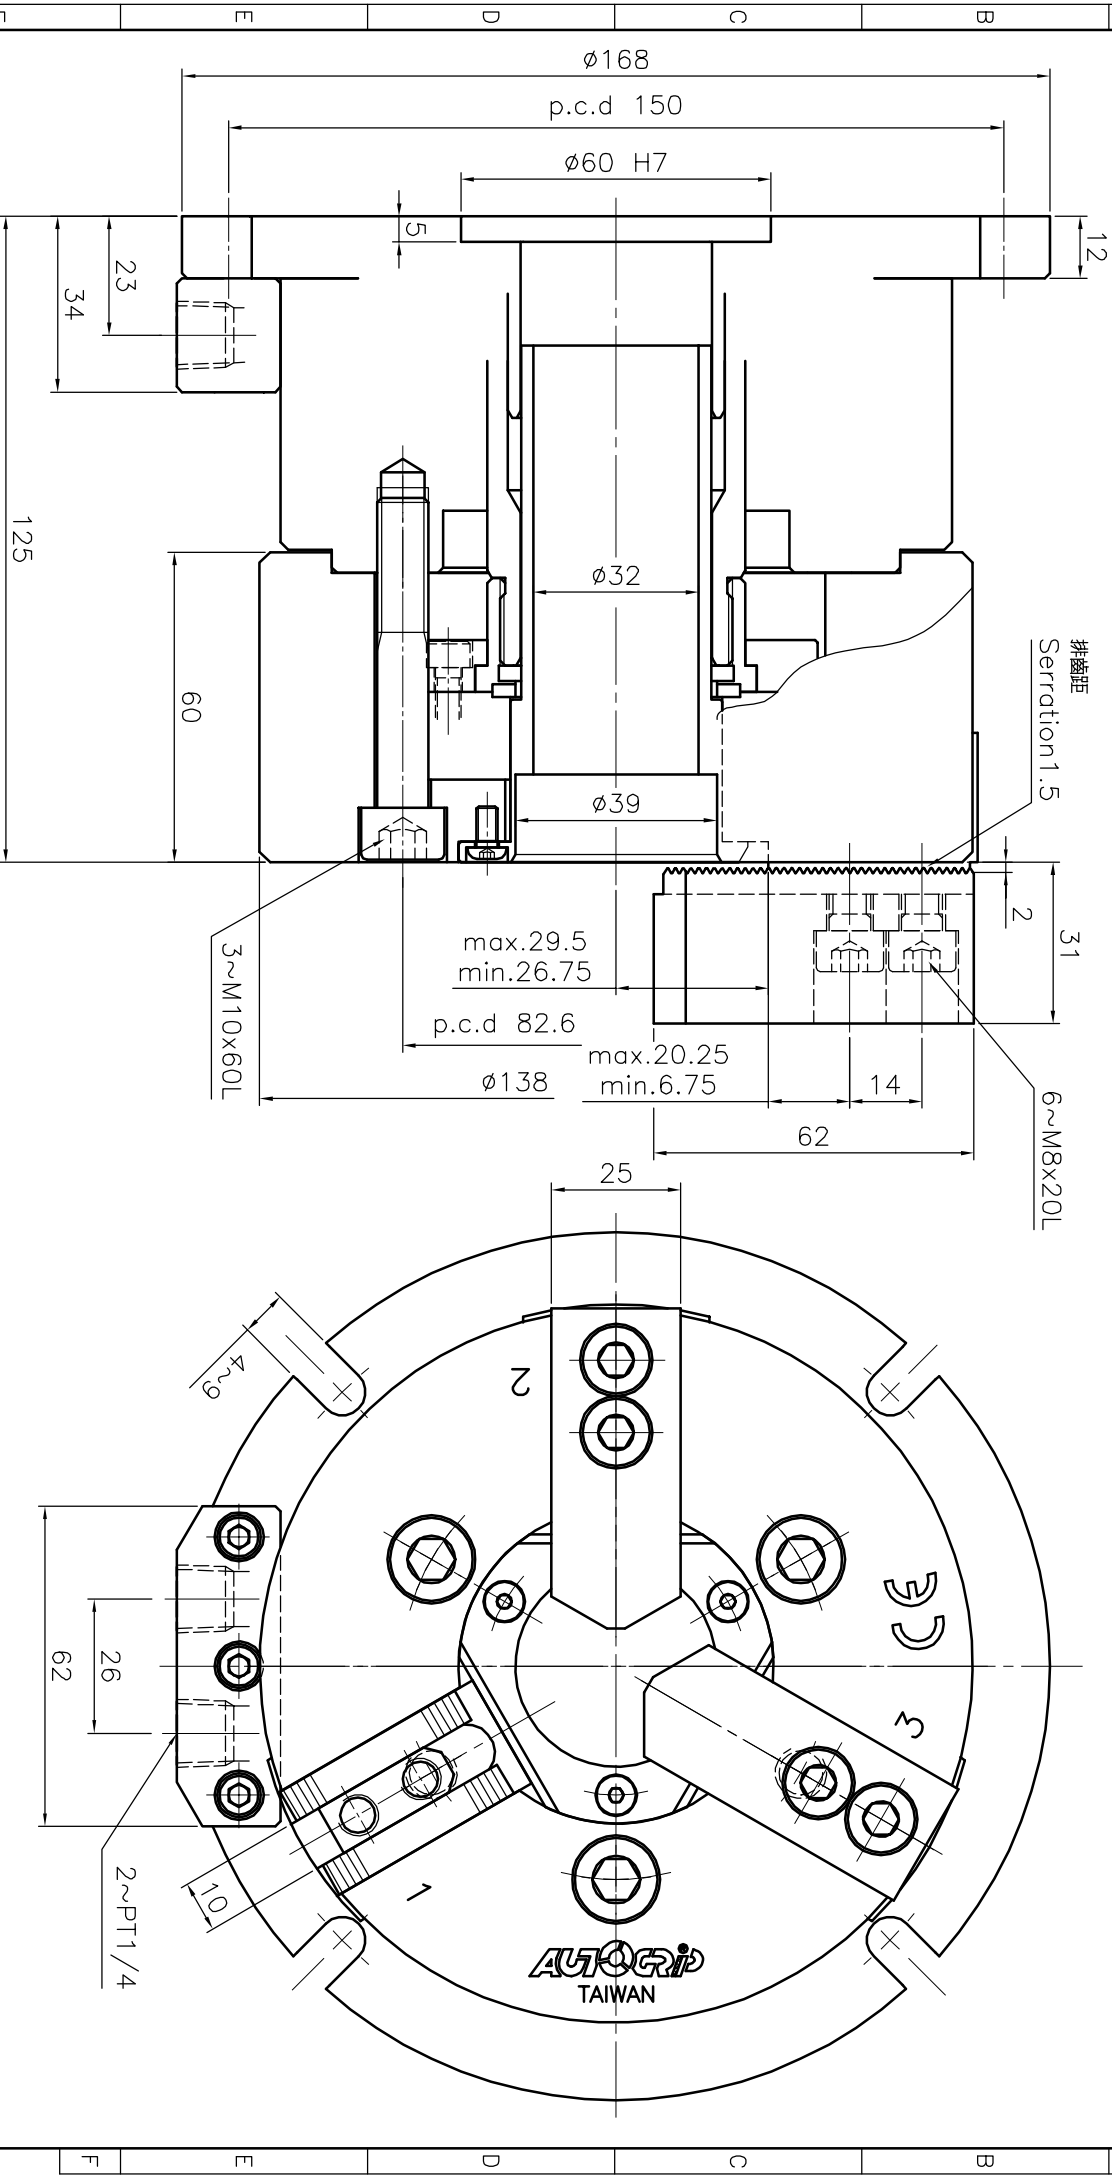 F
E
D
C
B
ø168
p.c.d 150
ø60 H7
5
12
23
34
125
60
ø32
ø39
排齒距
Serration1.5
2
31
max.29.5
min.26.75
p.c.d 82.6
ø138
max.20.25
min.6.75
14
62
3~M10x60L
6~M8x20L
25
4~9
2
CE
3
1
26
62
10
2~PT1/4
AUTOGRIP
®
TAIWAN
F
E
D
C
B